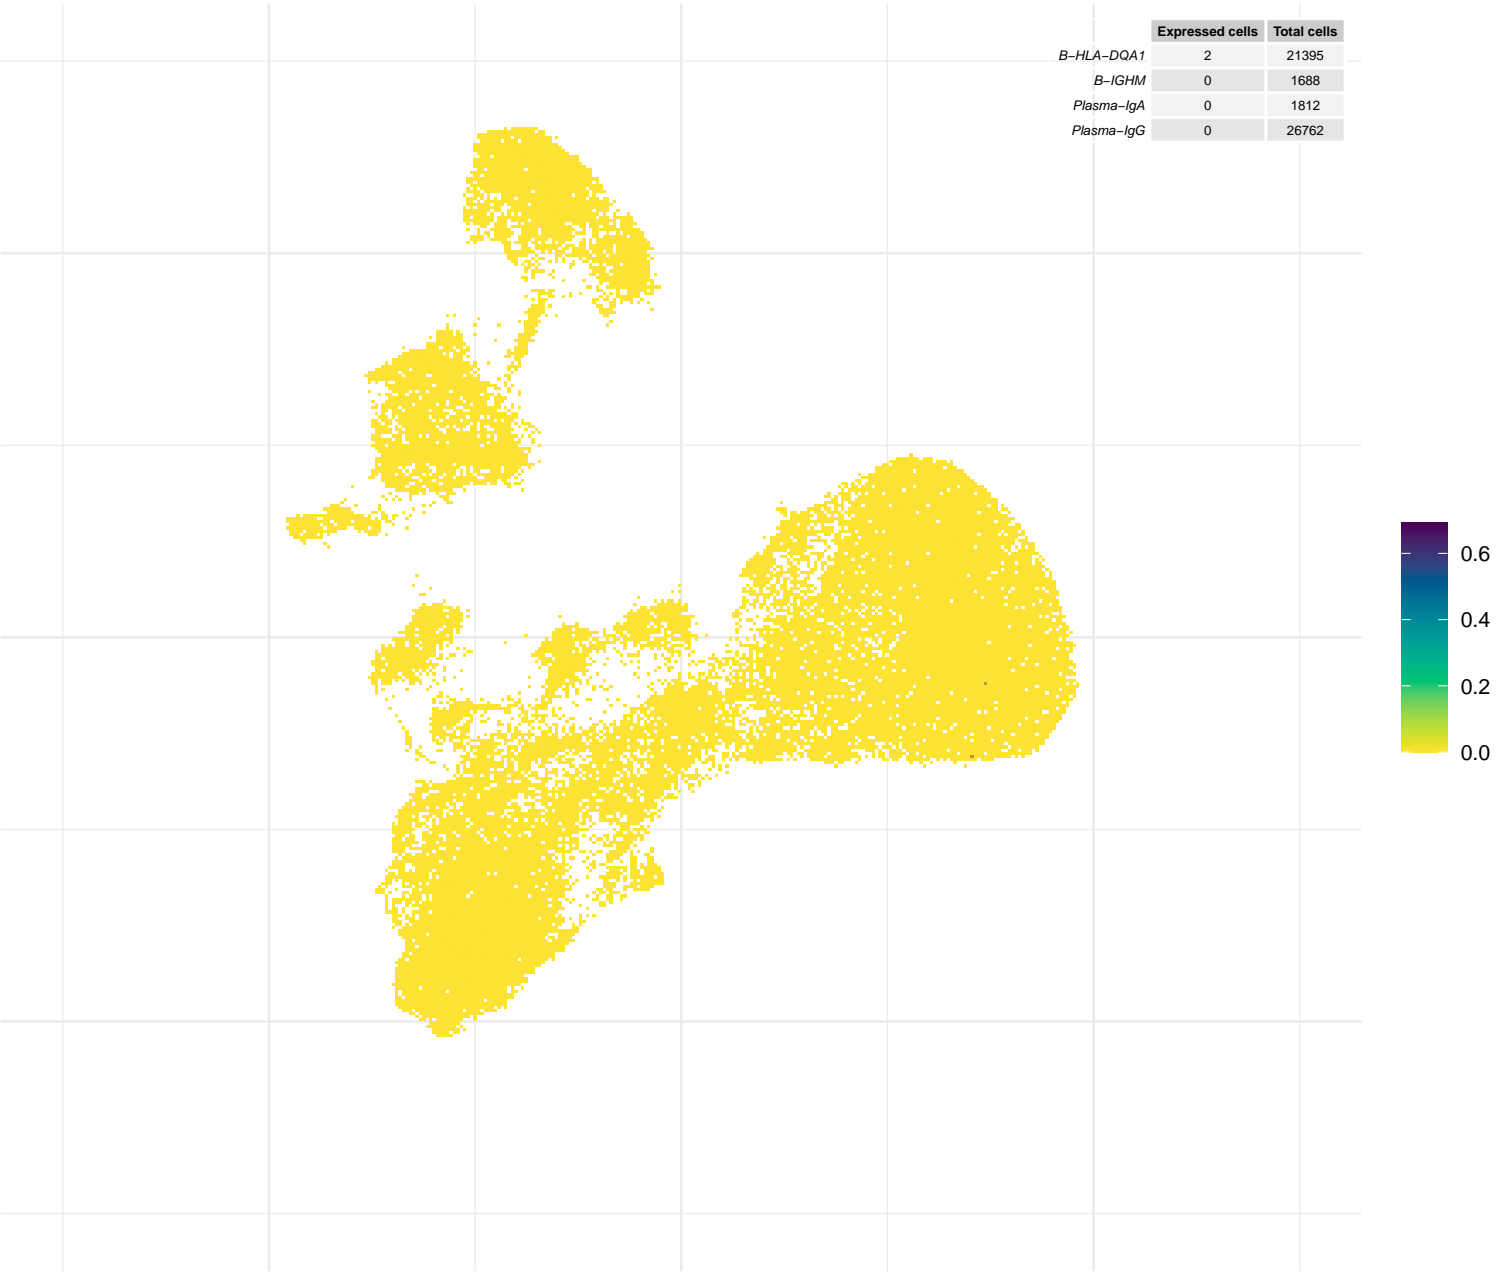 Expressed cells Total cells
B−HLA−DQA1 2 21395
B−IGHM 0 1688
Plasma−IgA 0 1812
Plasma−IgG 0 26762
0.6
0.4
0.2
0.0